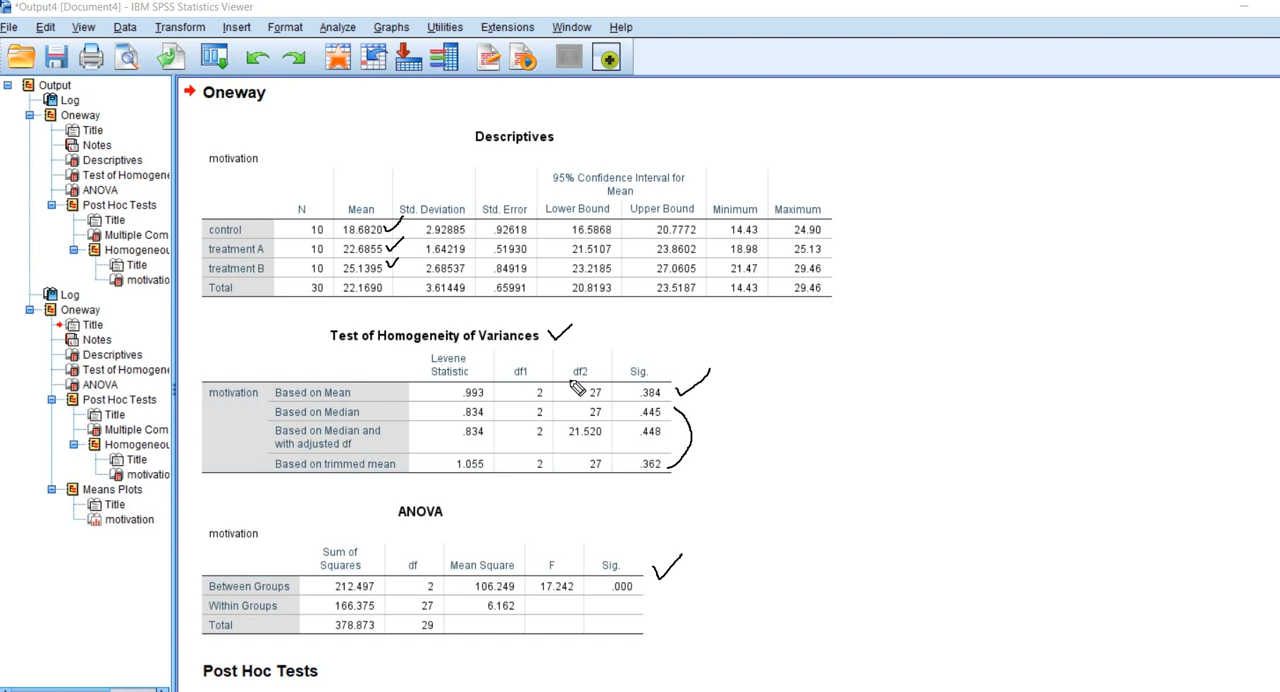 *Output4 [Document4] - IBM SPSS Statistics Viewer
File Edit View Data Transform Insert Format Analyze Graphs Utilities Extensions Window Help
Output
Log
Oneway
Title
Notes
Descriptives
Test of Homogene
ANOVA
Post Hoc Tests
Title
Multiple Com
Homogeneou
Title
motivatio
Log
Oneway
Title
Notes
Descriptives
Test of Homogene
ANOVA
Post Hoc Tests
Title
Multiple Com
Homogeneou
Title
motivatio
Means Plots
Title
motivation
Oneway
Descriptives
motivation
95% Confidence Interval for
Mean
N Mean Std. Deviation Std. Error Lower Bound Upper Bound Minimum Maximum
control 10 18.6820 2.92885 .92618 16.5868 20.7772 14.43 24.90
treatment A 10 22.6855 1.64219 .51930 21.5107 23.8602 18.98 25.13
treatment B 10 25.1395 2.68537 .84919 23.2185 27.0605 21.47 29.46
Total 30 22.1690 3.61449 .65991 20.8193 23.5187 14.43 29.46
Test of Homogeneity of Variances
Levene
Statistic df1 df2 Sig.
motivation Based on Mean .993 2 27 .384
Based on Median .834 2 27 .445
Based on Median and .834 2 21.520 .448
with adjusted df
Based on trimmed mean 1.055 2 27 .362
ANOVA
motivation
Sum of
Squares df Mean Square F Sig.
Between Groups 212.497 2 106.249 17.242 .000
Within Groups 166.375 27 6.162
Total 378.873 29
Post Hoc Tests